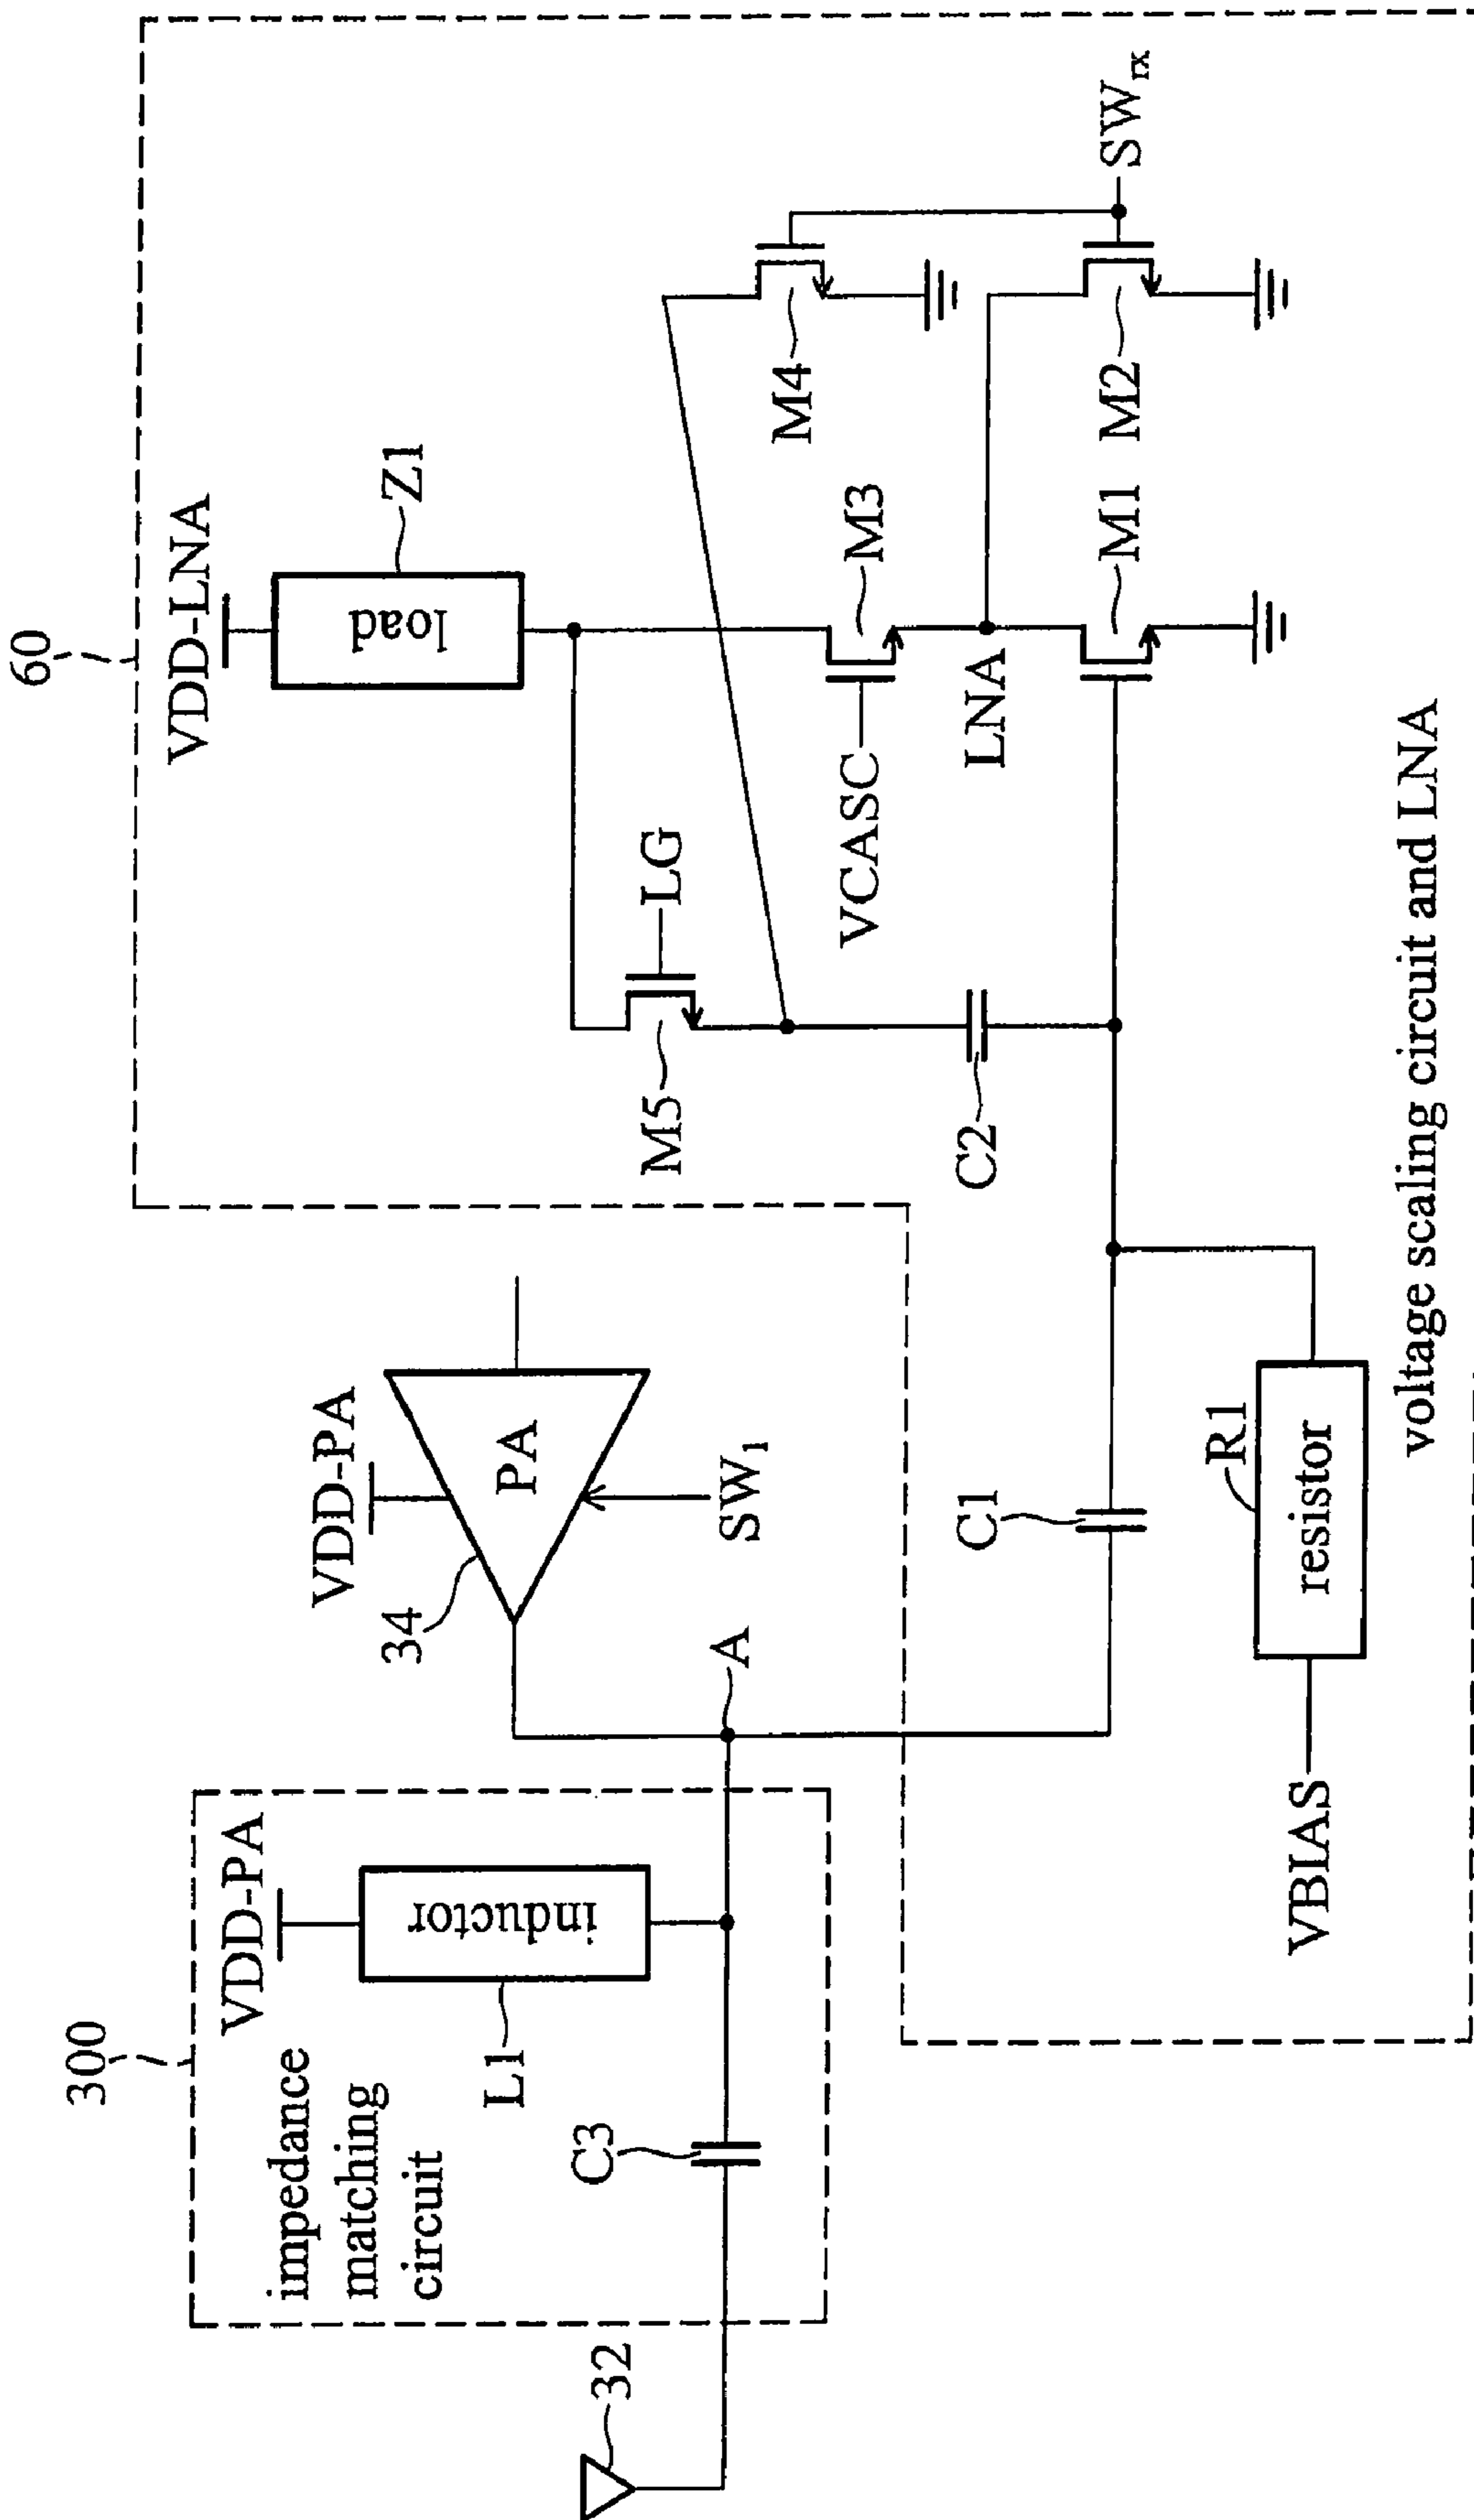 60
300
VDD-LNA
Z1
load
VDD-PA
VDD-PA
impedance
matching
circuit
inductor
L1
34
PA
SW1
M5
LG
M4
SWrx
VCASC
M3
LNA
M1
M2
32
C3
A
C1
C2
R1
resistor
VBIAS
voltage scaling circuit and LNA